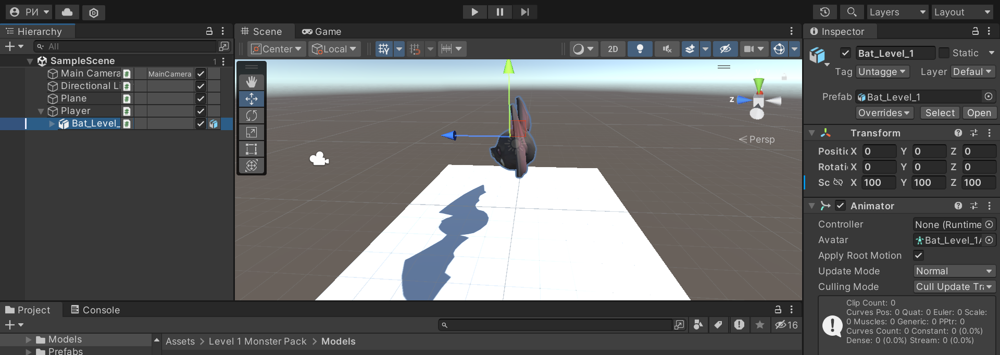 РИ
Layers
Layout
Hierarchy
Scene
Game
Inspector
All
Center
Local
2D
Bat_Level_1
Static
SampleScene
1
Main Camera
MainCamera
Directional Li
Plane
Player
Bat_Level_
Tag
Untagge
Layer
Defaul
Prefab
Bat_Level_1
Overrides
Select
Open
z
Persp
Transform
Positio
X
0
Y
0
Z
0
Rotati
X
0
Y
0
Z
0
Sc
X
100
Y
100
Z
100
Animator
Controller
None (Runtime
Avatar
Bat_Level_1A
Apply Root Motion
Update Mode
Normal
Culling Mode
Cull Update Tra
Clip Count: 0
Curves Pos: 0 Quat: 0 Euler: 0 Scale:
0 Muscles: 0 Generic: 0 PPtr: 0
Curves Count: 0 Constant: 0 (0.0%)
Dense: 0 (0.0%) Stream: 0 (0.0%)
Project
Console
16
Models
Prefabs
Assets > Level 1 Monster Pack > Models